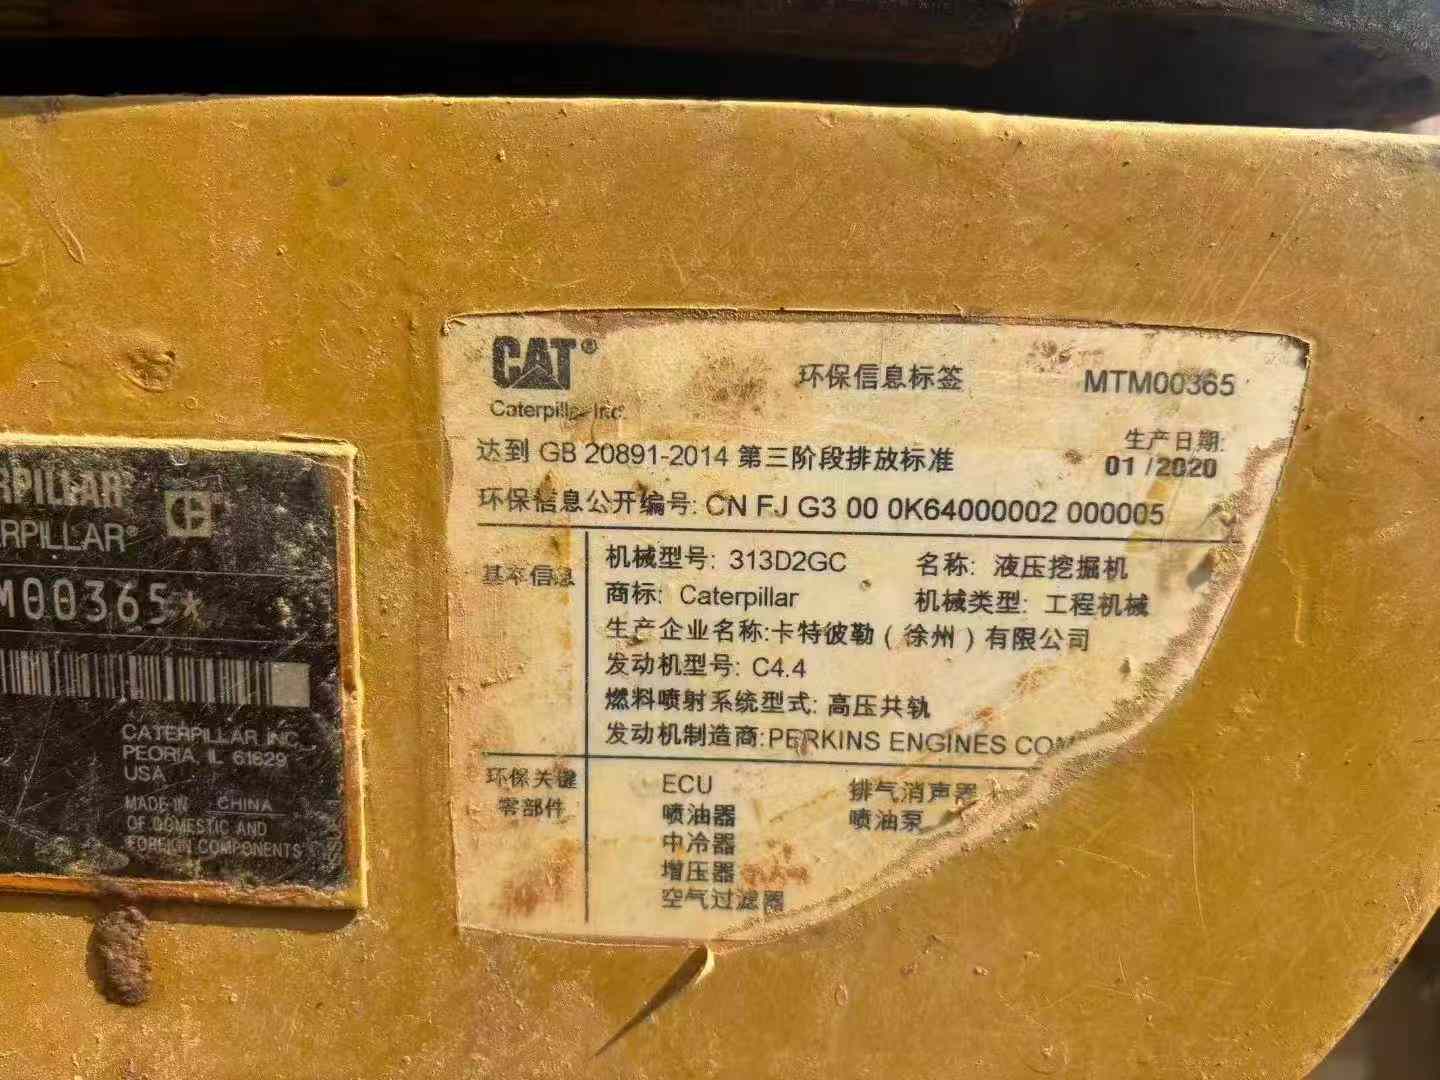 RPILLAR
ERPILLAR®
M00365*
CATERPILLAR INC.
PEORIA, IL 61629
USA
MADE IN CHINA
OF DOMESTIC AND
FOREIGN COMPONENTS
CAT®
Caterpillar Inc.
环保信息标签
MTM00365
达到 GB 20891-2014 第三阶段排放标准
生产日期:
01 /2020
环保信息公开编号: CN FJ G3 00 0K64000002 000005
基本信息
机械型号: 313D2GC 名称: 液压挖掘机
商标: Caterpillar 机械类型: 工程机械
生产企业名称:卡特彼勒（徐州）有限公司
发动机型号: C4.4
燃料喷射系统型式: 高压共轨
发动机制造商:PERKINS ENGINES COM
环保关键
零部件
ECU 排气消声器
喷油器 喷油泵
中冷器
增压器
空气过滤器